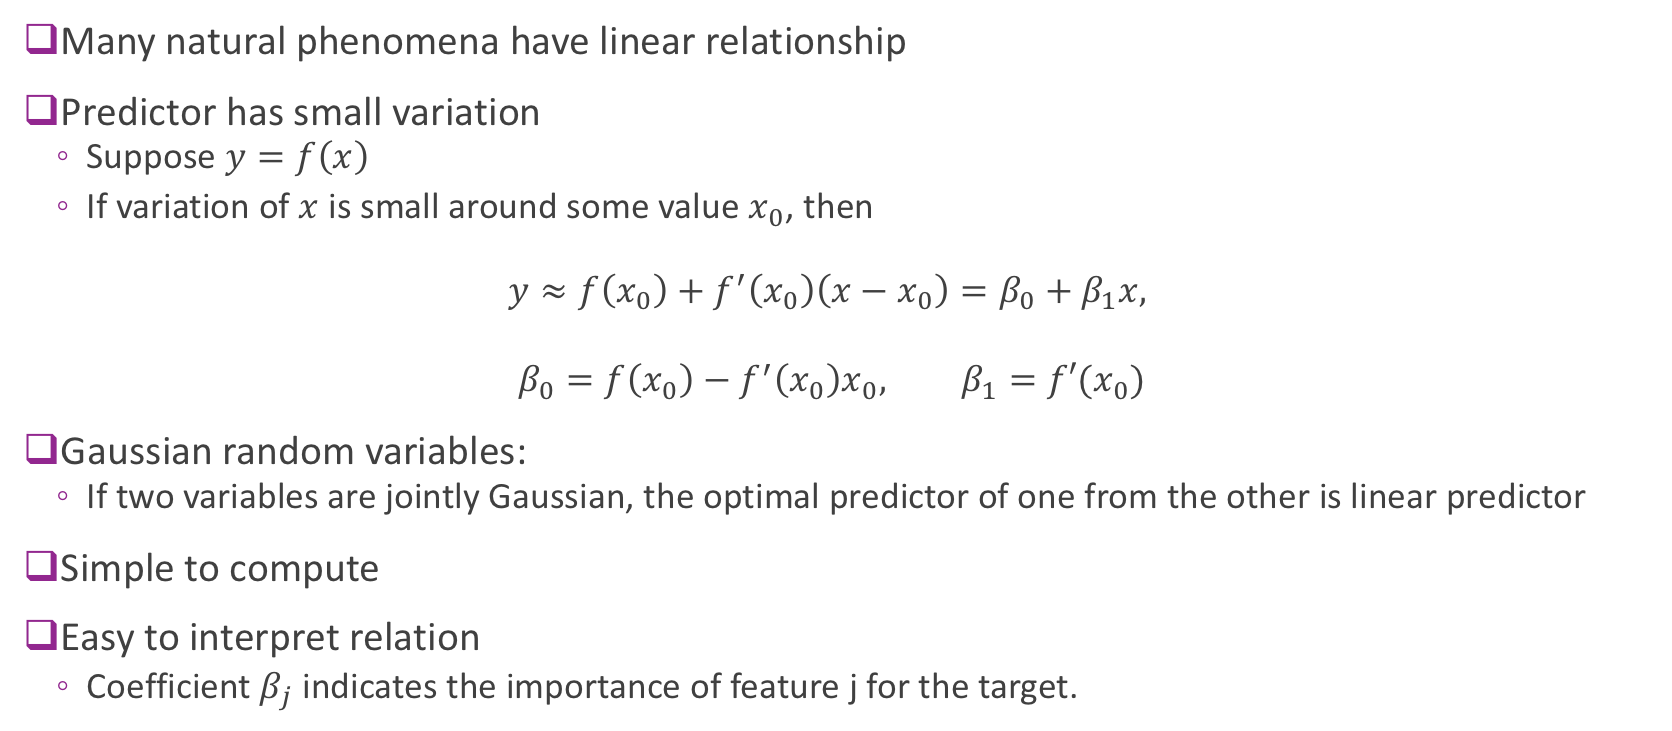 ❑Many natural phenomena have linear relationship
❑Predictor has small variation
◦ Suppose 𝑦 = 𝑓(𝑥)
◦ If variation of 𝑥 is small around some value 𝑥₀, then
𝑦 ≈ 𝑓(𝑥₀) + 𝑓′(𝑥₀)(𝑥 − 𝑥₀) = 𝛽₀ + 𝛽₁𝑥,
𝛽₀ = 𝑓(𝑥₀) − 𝑓′(𝑥₀)𝑥₀, 𝛽₁ = 𝑓′(𝑥₀)
❑Gaussian random variables:
◦ If two variables are jointly Gaussian, the optimal predictor of one from the other is linear predictor
❑Simple to compute
❑Easy to interpret relation
◦ Coefficient 𝛽ⱼ indicates the importance of feature j for the target.